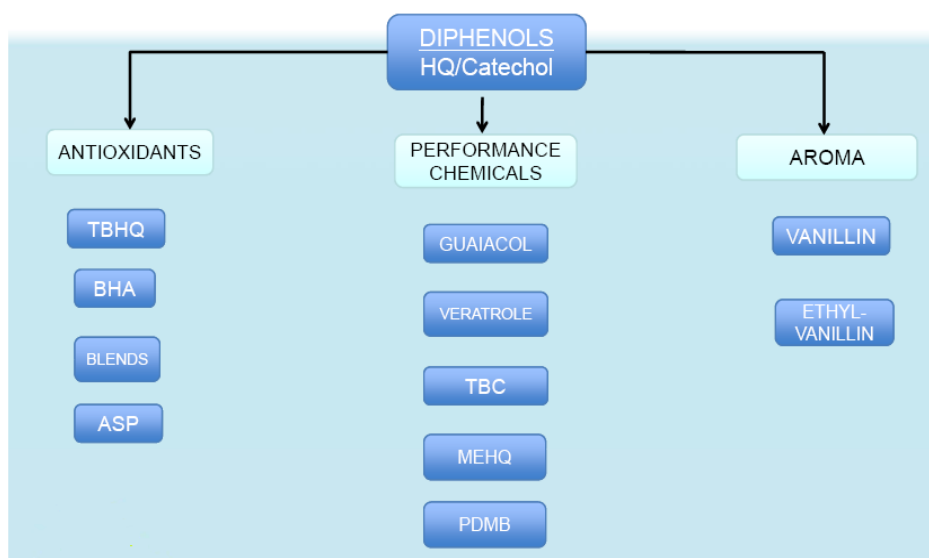 DIPHENOLS
HQ/Catechol
ANTIOXIDANTS
TBHQ
BHA
BLENDS
ASP
PERFORMANCE
CHEMICALS
GUAIACOL
VERATROLE
TBC
MEHQ
PDMB
AROMA
VANILLIN
ETHYL-
VANILLIN